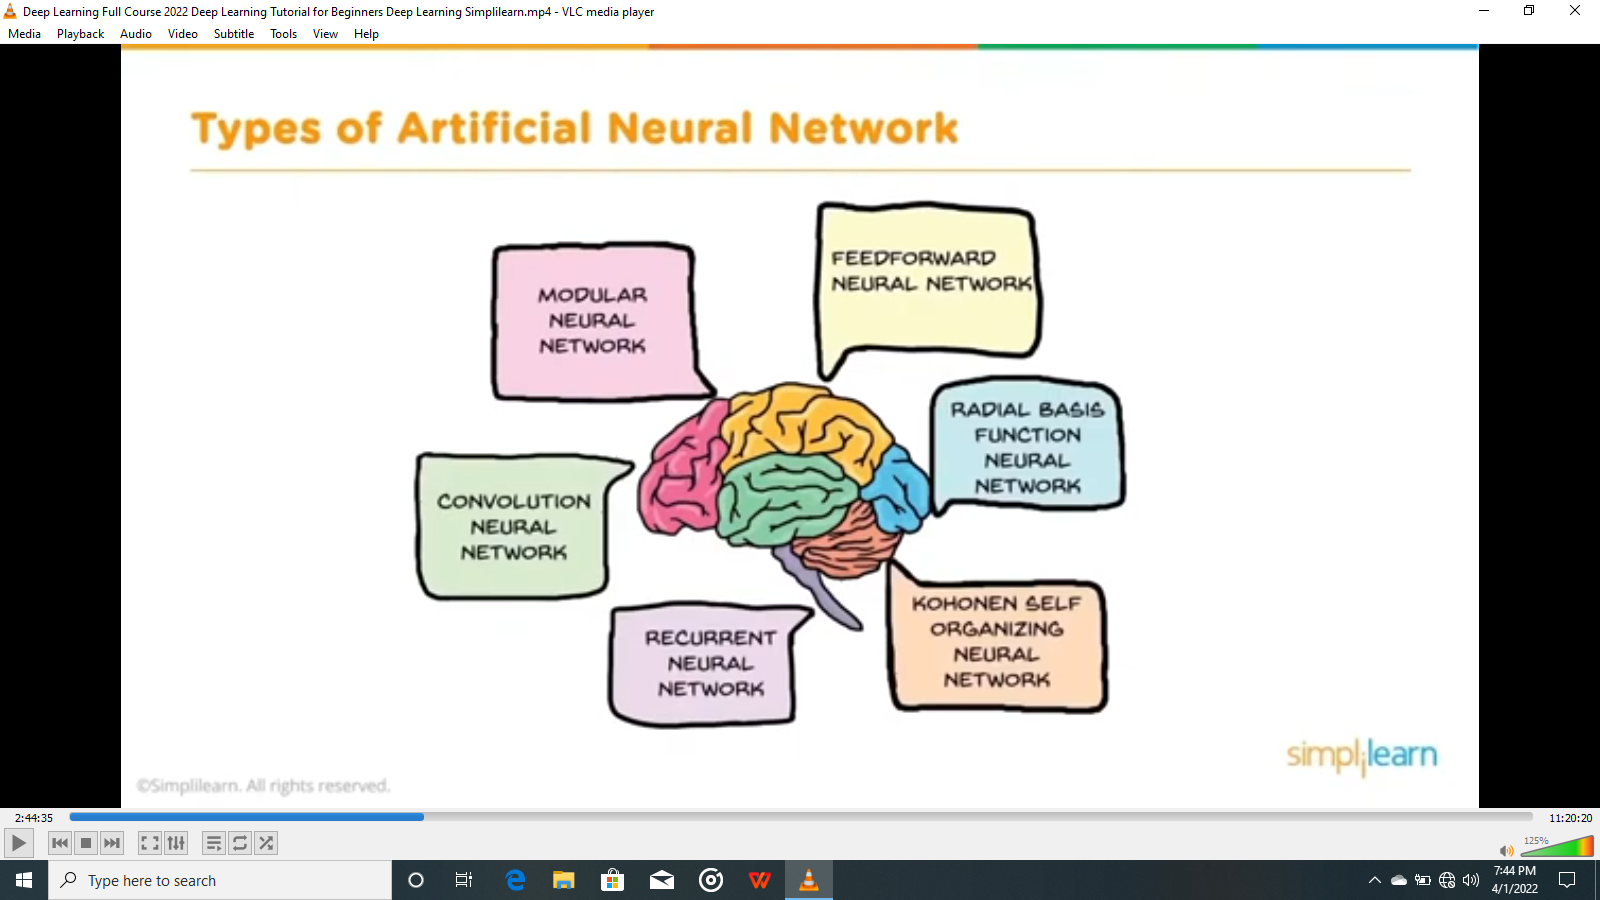 Deep Learning Full Course 2022 Deep Learning Tutorial for Beginners Deep Learning Simplilearn.mp4 - VLC media player
Media Playback Audio Video Subtitle Tools View Help
Types of Artificial Neural Network
FEEDFORWARD
NEURAL NETWORK
MODULAR
NEURAL
NETWORK
RADIAL BASIS
FUNCTION
NEURAL
NETWORK
CONVOLUTION
NEURAL
NETWORK
KOHONEN SELF
ORGANIZING
NEURAL
NETWORK
RECURRENT
NEURAL
NETWORK
simplilearn
©Simplilearn. All rights reserved.
2:44:35
11:20:20
125%
Type here to search
7:44 PM
4/1/2022